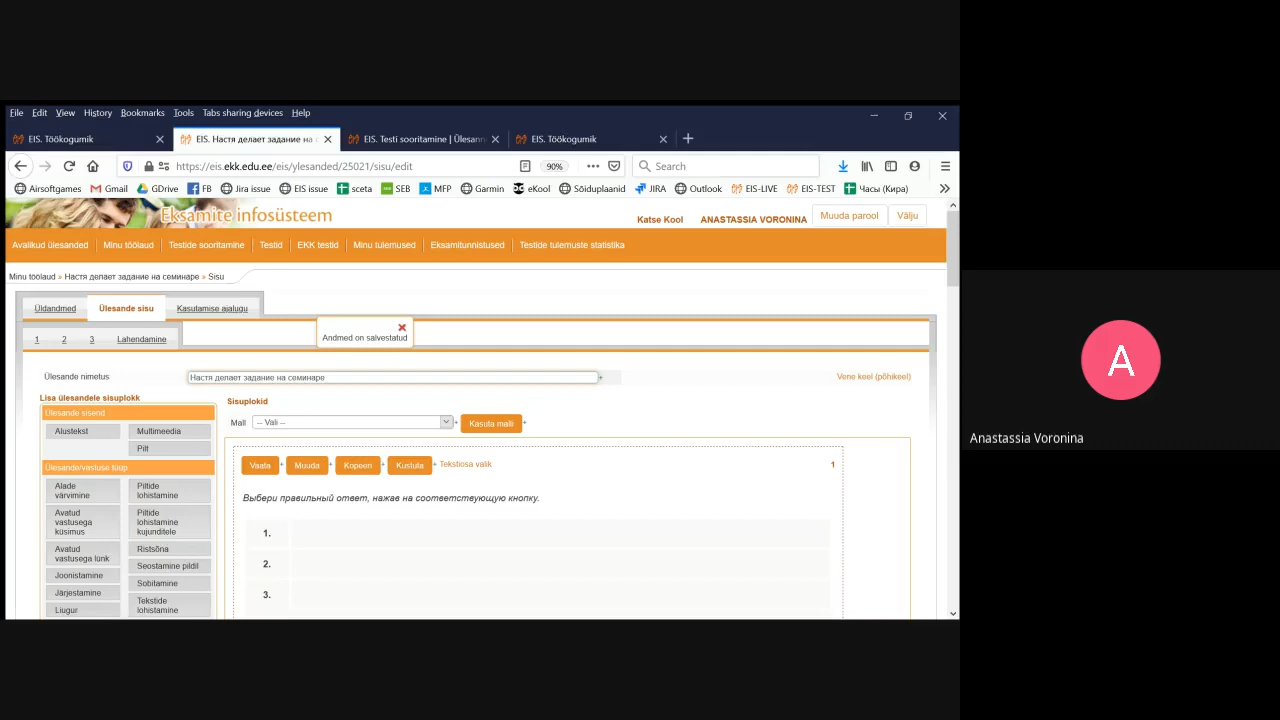 File Edit View History Bookmarks Tools Tabs sharing devices Help
EIS. Töökogumik
EIS. Настя делает задание на с
EIS. Testi sooritamine | Ülesann
EIS. Töökogumik
https://eis.ekk.edu.ee/eis/ylesanded/25021/sisu/edit
90%
Search
Airsoftgames Gmail GDrive FB Jira issue EIS issue sceta SEB MFP Garmin eKool Sõiduplaanid JIRA Outlook EIS-LIVE EIS-TEST Часы (Кира)
Eksamite infosüsteem
Katse Kool ANASTASSIA VORONINA Muuda parool Välju
Avalikud ülesanded Minu töölaud Testide sooritamine Testid EKK testid Minu tulemused Eksamitunnistused Testide tulemuste statistika
Minu töölaud » Настя делает задание на семинаре » Sisu
Üldandmed Ülesande sisu Kasutamise ajalugu
Andmed on salvestatud
1 2 3 Lahendamine
Ülesande nimetus Настя делает задание на семинаре + Vene keel (põhikeel)
Lisa ülesandele sisuplokk
Sisuplokid
Ülesande sisend
Mall -- Vali -- + Kasuta malli +
Alustekst
Multimeedia
Pilt
Ülesande/vastuse tüüp
Vaata + Muuda + Kopeeri + Kustuta + Tekstiosa valik 1
Alade värvimine
Piltide lohistamine
Avatud vastusega küsimus
Piltide lohistamine kujunditele
Avatud vastusega lünk
Ristsõna
Seostamine pildil
Joonistamine
Sobitamine
Järjestamine
Tekstide lohistamine
Liugur
Выбери правильный ответ, нажав на соответствующую кнопку.
1.
2.
3.
A
Anastassia Voronina